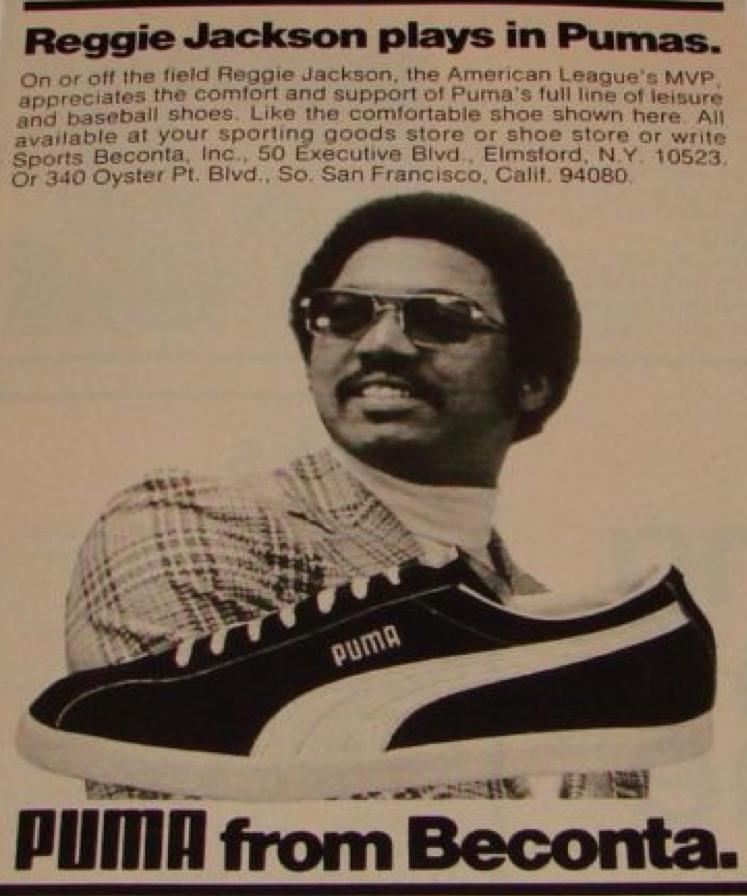 Reggie Jackson plays in Pumas.
On or off the field Reggie Jackson, the American League's MVP,
appreciates the comfort and support of Puma's full line of leisure
and baseball shoes. Like the comfortable shoe shown here. All
available at your sporting goods store or shoe store or write
Sports Beconta, Inc., 50 Executive Blvd., Elmsford, N.Y. 10523.
Or 340 Oyster Pt. Blvd., So. San Francisco, Calif. 94080.
PUMA
PUMA from Beconta.